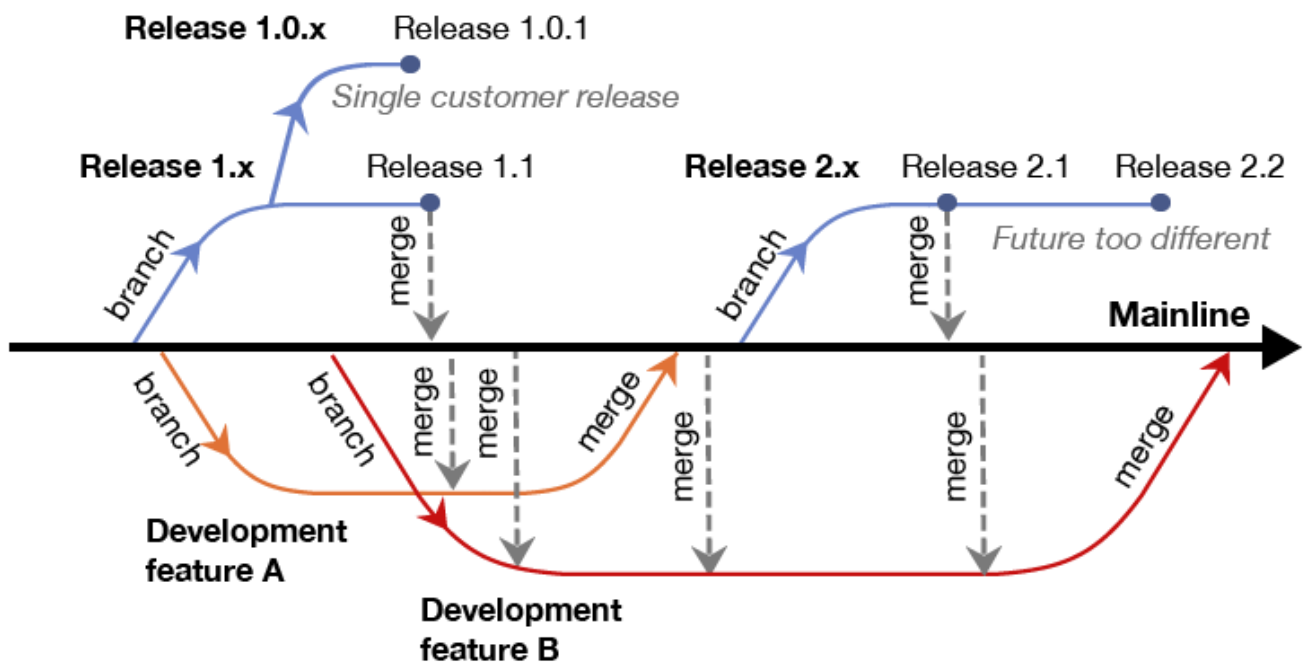 Release 1.0.x
Release 1.0.1
Single customer release
Release 1.x
Release 1.1
Release 2.x
Release 2.1
Release 2.2
Future too different
branch
merge
branch
merge
Mainline
branch
branch
merge
merge
merge
merge
merge
merge
Development
feature A
Development
feature B